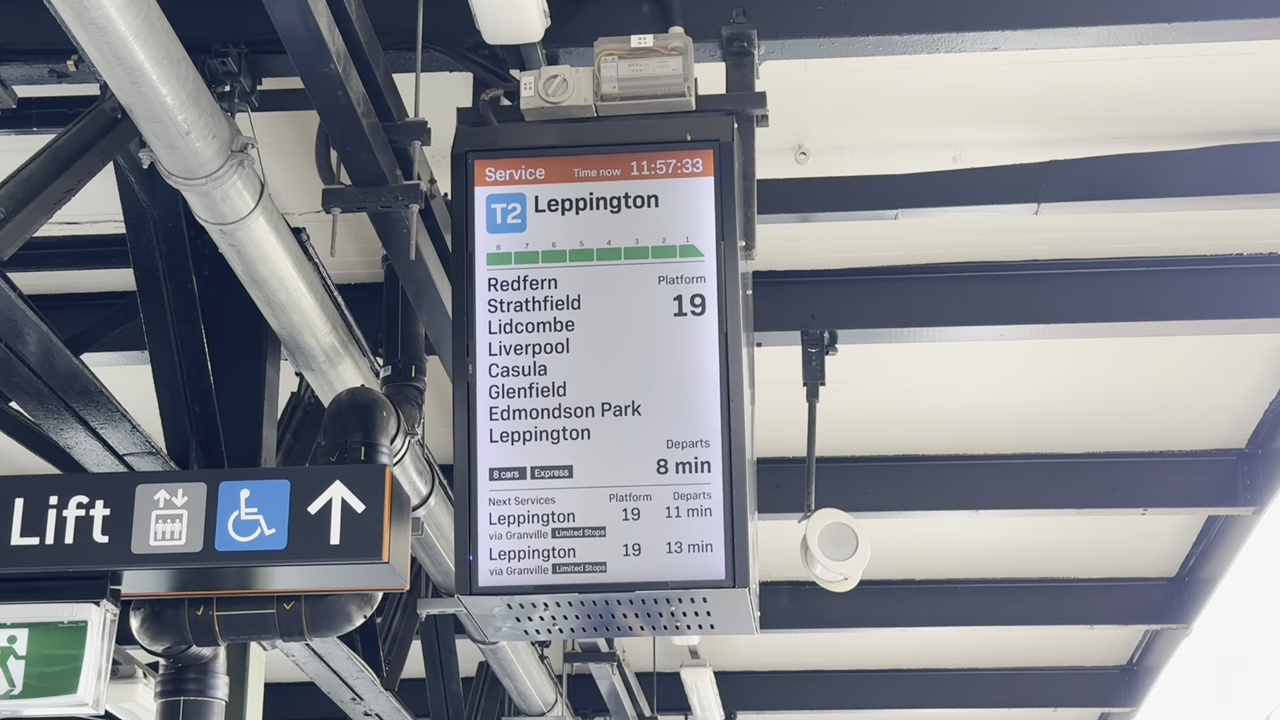 Service Time now 11:57:33
T2 Leppington
8 7 6 5 4 3 2 1
Redfern
Platform
Strathfield
19
Lidcombe
Liverpool
Casula
Glenfield
Edmondson Park
Leppington
Departs
8 cars Express 8 min
Next Services Platform Departs
Leppington 19 11 min
via Granville Limited Stops
Leppington 19 13 min
via Granville Limited Stops
Lift